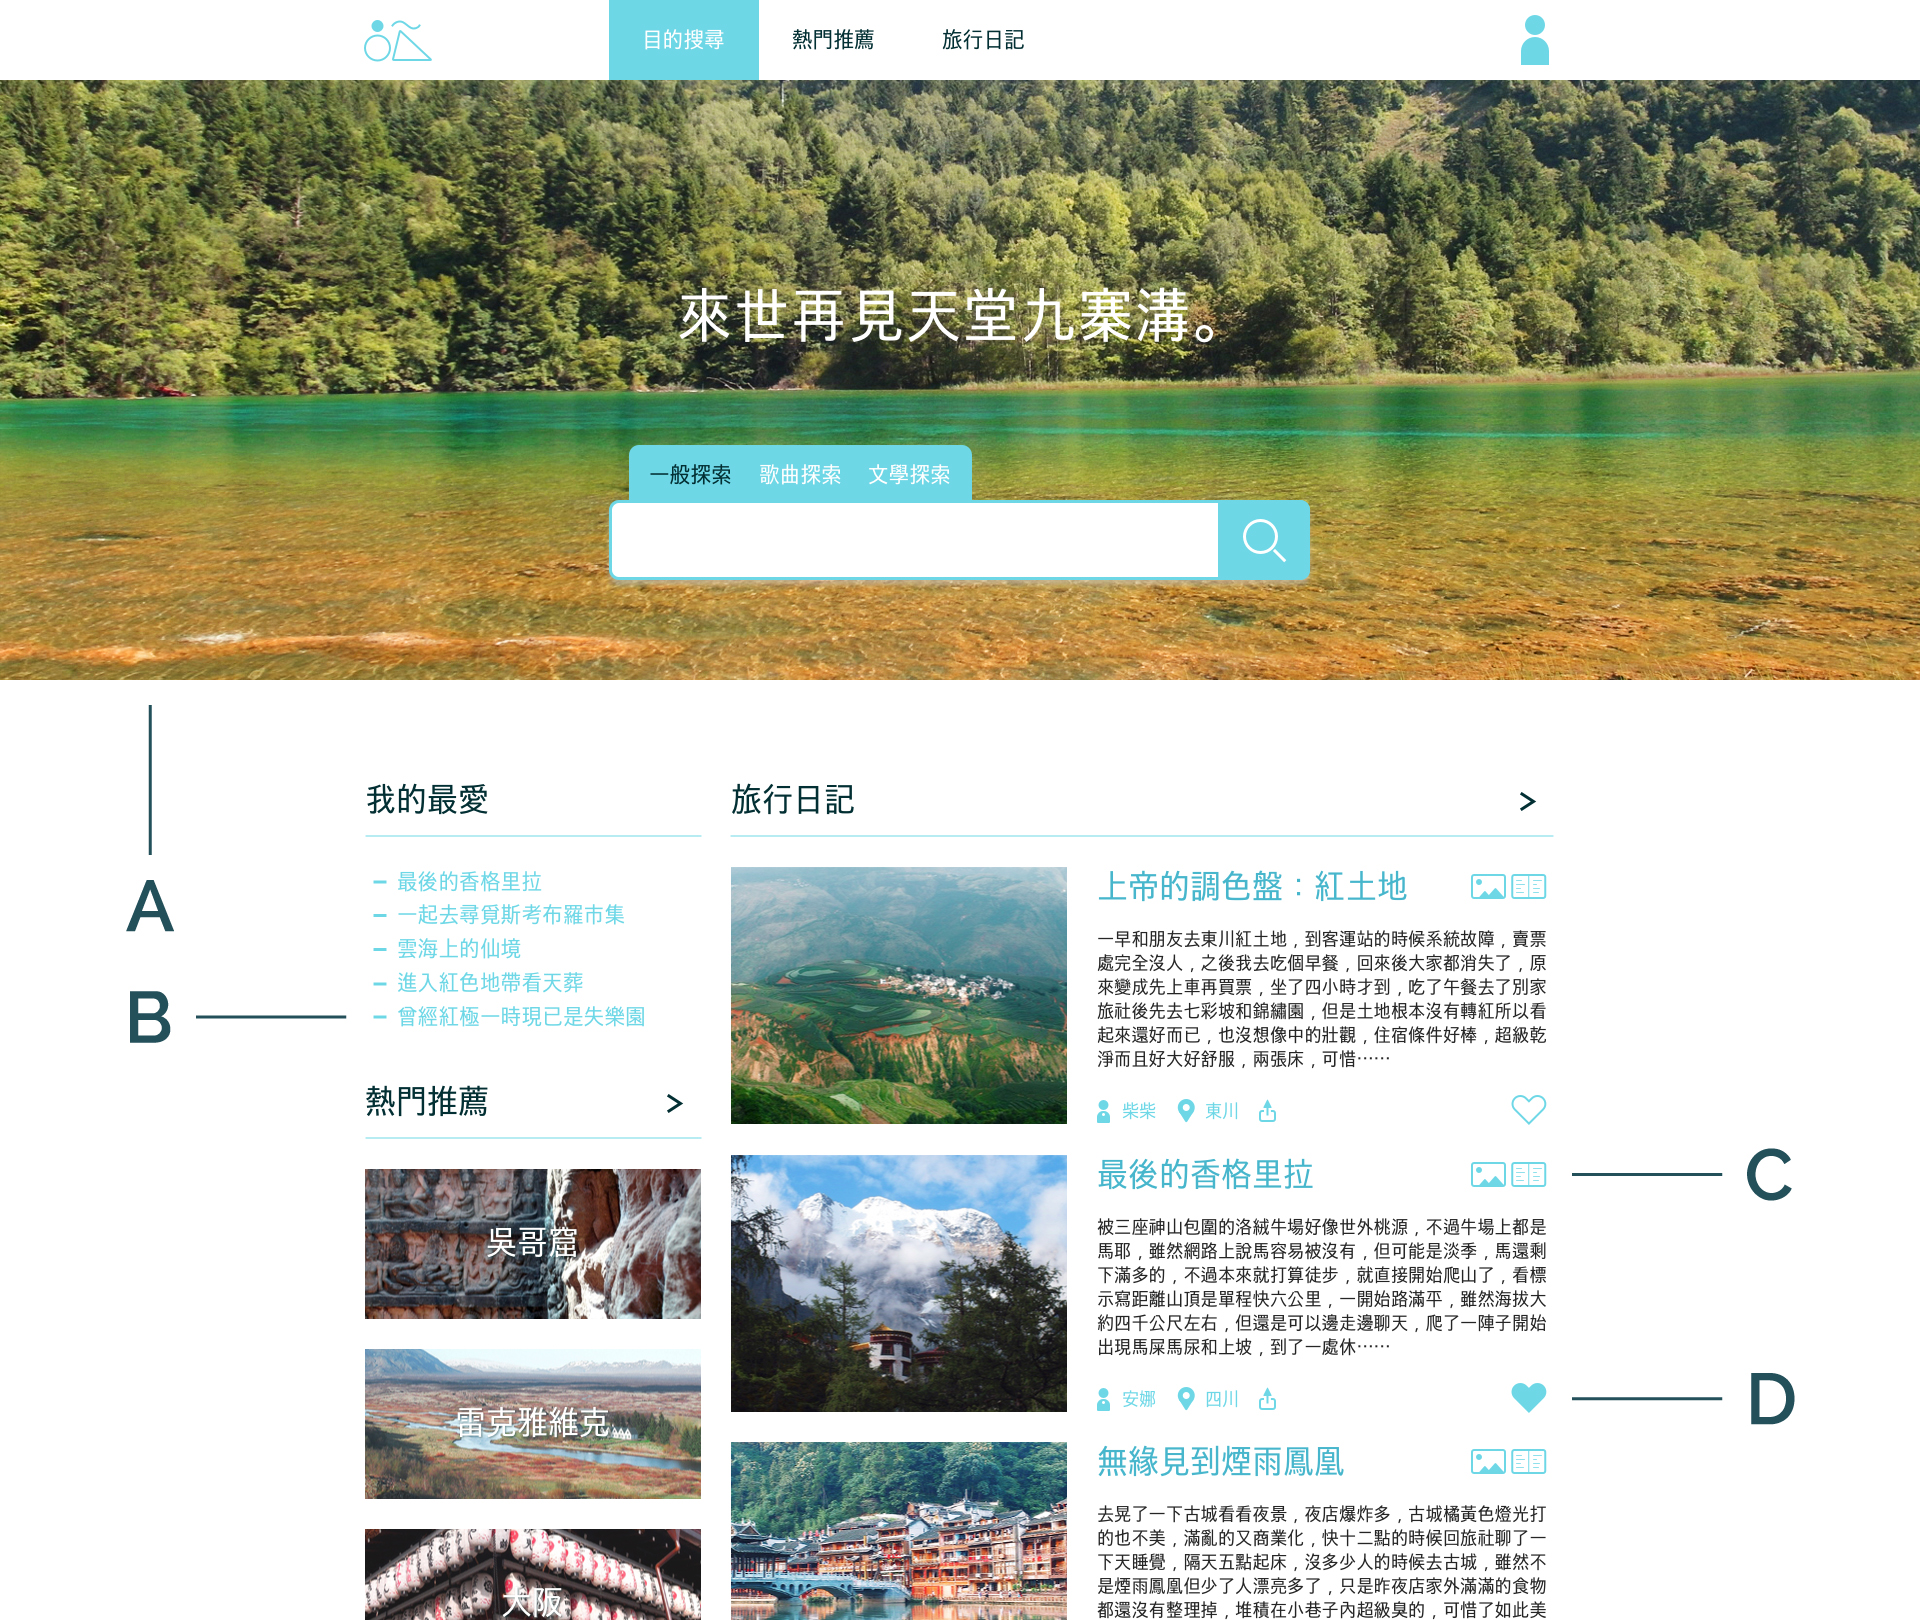 目的搜尋
熱門推薦
旅行日記
來世再見天堂九寨溝。
一般探索
歌曲探索
文學探索
我的最愛
最後的香格里拉
一起去尋覓斯考布羅市集
雲海上的仙境
進入紅色地帶看天葬
曾經紅極一時現已是失樂園
熱門推薦
吳哥窟
雷克雅維克
大阪
旅行日記
上帝的調色盤：紅土地
一早和朋友去東川紅土地，到客運站的時候系統故障，賣票
處完全沒人，之後我去吃個早餐，回來後大家都消失了，原
來變成先上車再買票，坐了四小時才到，吃了午餐去了別家
旅社後先去七彩坡和錦繡園，但是土地根本沒有轉紅所以看
起來還好而已，也沒想像中的壯觀，住宿條件好棒，超級乾
淨而且好大好舒服，兩張床，可惜⋯⋯
柴柴
東川
最後的香格里拉
被三座神山包圍的洛絨牛場好像世外桃源，不過牛場上都是
馬耶，雖然網路上說馬容易被沒有，但可能是淡季，馬還剩
下滿多的，不過本來就打算徒步，就直接開始爬山了，看標
示寫距離山頂是單程快六公里，一開始路滿平，雖然海拔大
約四千公尺左右，但還是可以邊走邊聊天，爬了一陣子開始
出現馬屎馬尿和上坡，到了一處休⋯⋯
安娜
四川
無緣見到煙雨鳳凰
去晃了一下古城看看夜景，夜店爆炸多，古城橘黃色燈光打
的也不美，滿亂的又商業化，快十二點的時候回旅社聊了一
下天睡覺，隔天五點起床，沒多少人的時候去古城，雖然不
是煙雨鳳凰但少了人漂亮多了，只是昨夜店家外滿滿的食物
都還沒有整理掉，堆積在小巷子內超級臭的，可惜了如此美
A
B
C
D